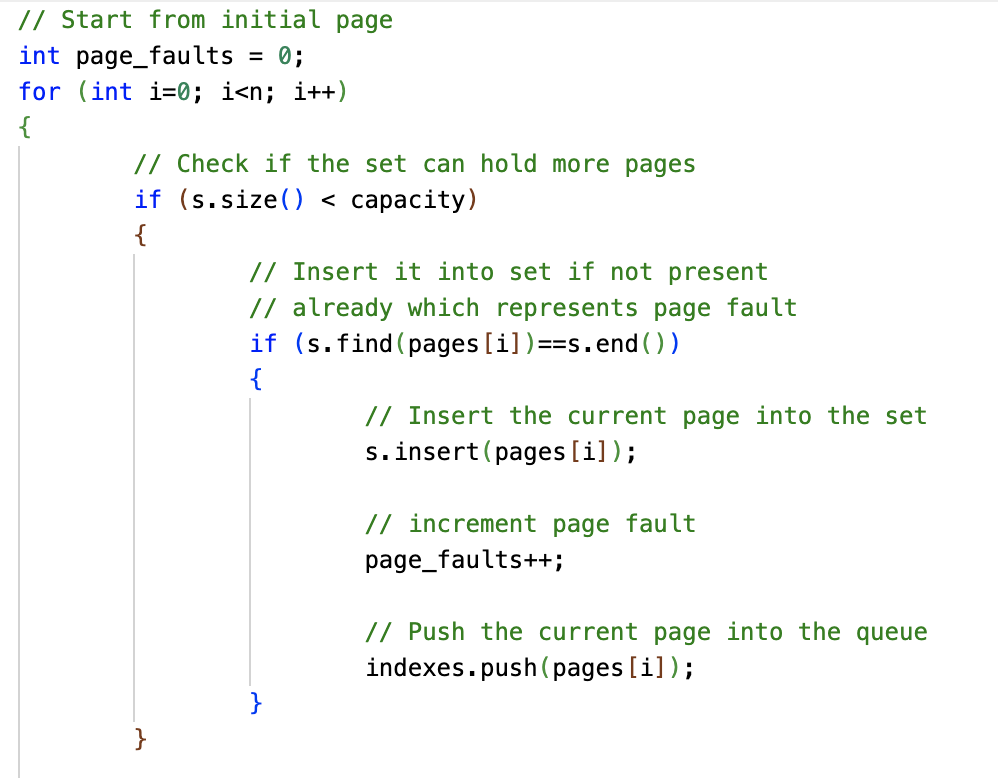 // Start from initial page
int page_faults = 0;
for (int i=0; i<n; i++)
{
// Check if the set can hold more pages
if (s.size() < capacity)
{
// Insert it into set if not present
// already which represents page fault
if (s.find(pages[i])==s.end())
{
// Insert the current page into the set
s.insert(pages[i]);
// increment page fault
page_faults++;
// Push the current page into the queue
indexes.push(pages[i]);
}
}